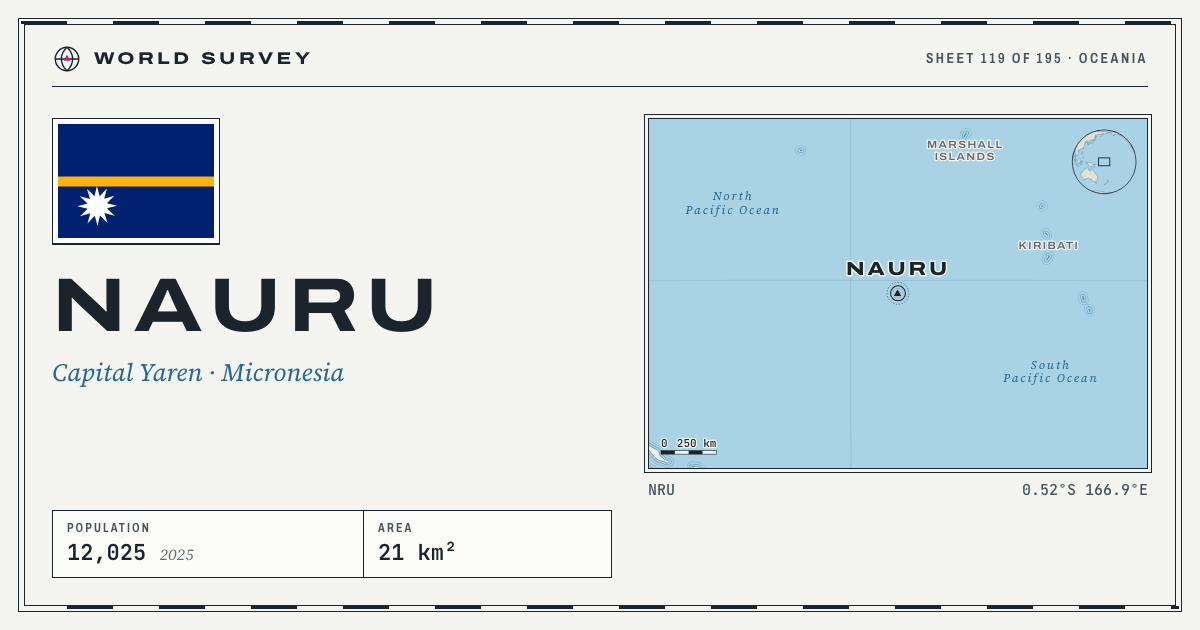 WORLD SURVEY
SHEET 119 OF 195 · OCEANIA
NAURU
Capital Yaren · Micronesia
MARSHALL
ISLANDS
North
Pacific Ocean
KIRIBATI
NAURU
South
Pacific Ocean
0 250 km
NRU
0.52°S 166.9°E
POPULATION
12,025 2025
AREA
21 km²